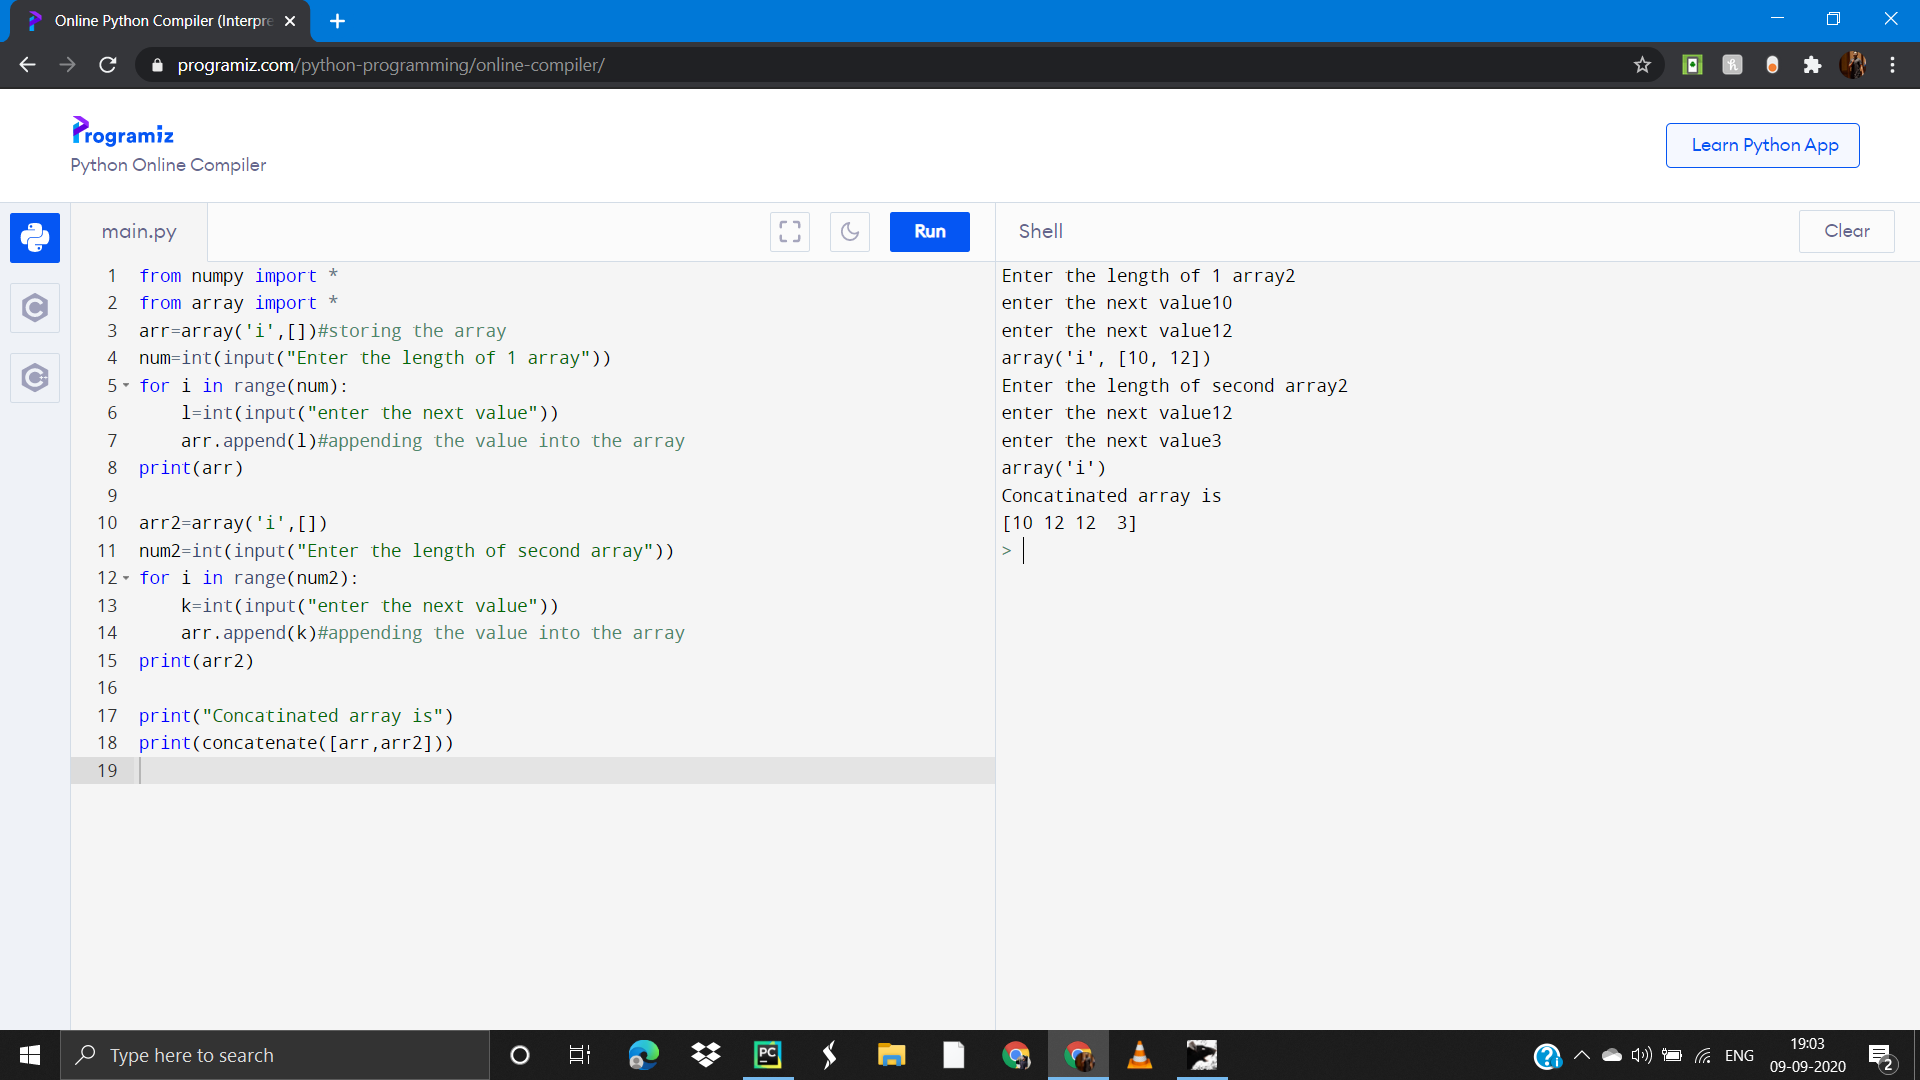 Online Python Compiler (Interpre
programiz.com/python-programming/online-compiler/
Programiz
Python Online Compiler
Learn Python App
main.py
Run
Shell
Clear
1 from numpy import *
2 from array import *
3 arr=array('i',[])#storing the array
4 num=int(input("Enter the length of 1 array"))
5 for i in range(num):
6 l=int(input("enter the next value"))
7 arr.append(l)#appending the value into the array
8 print(arr)
9
10 arr2=array('i',[])
11 num2=int(input("Enter the length of second array"))
12 for i in range(num2):
13 k=int(input("enter the next value"))
14 arr.append(k)#appending the value into the array
15 print(arr2)
16
17 print("Concatinated array is")
18 print(concatenate([arr,arr2]))
19
Enter the length of 1 array2
enter the next value10
enter the next value12
array('i', [10, 12])
Enter the length of second array2
enter the next value12
enter the next value3
array('i')
Concatinated array is
[10 12 12  3]
>
Type here to search
PC
ENG
19:03
09-09-2020
2